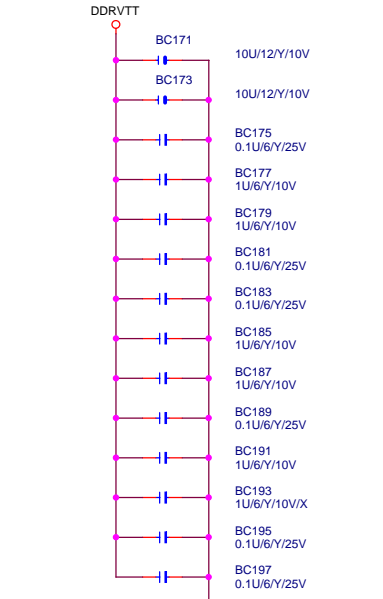 DDRVTT
BC171
10U/12/Y/10V
BC173
10U/12/Y/10V
BC175
0.1U/6/Y/25V
BC177
1U/6/Y/10V
BC179
1U/6/Y/10V
BC181
0.1U/6/Y/25V
BC183
0.1U/6/Y/25V
BC185
1U/6/Y/10V
BC187
1U/6/Y/10V
BC189
0.1U/6/Y/25V
BC191
1U/6/Y/10V
BC193
1U/6/Y/10V/X
BC195
0.1U/6/Y/25V
BC197
0.1U/6/Y/25V